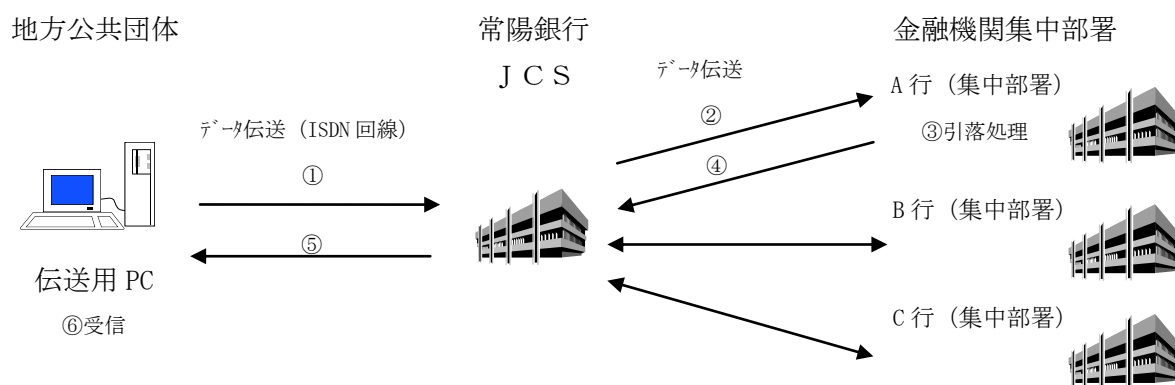 地方公共団体
常陽銀行
ＪＣＳ
金融機関集中部署
ﾃﾞｰﾀ伝送
ﾃﾞｰﾀ伝送（ISDN 回線）
①
②
④
⑤
A 行（集中部署）
③引落処理
B 行（集中部署）
C 行（集中部署）
伝送用 PC
⑥受信